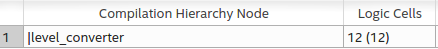 Compilation Hierarchy Node Logic Cells
1 |level_converter 12 (12)